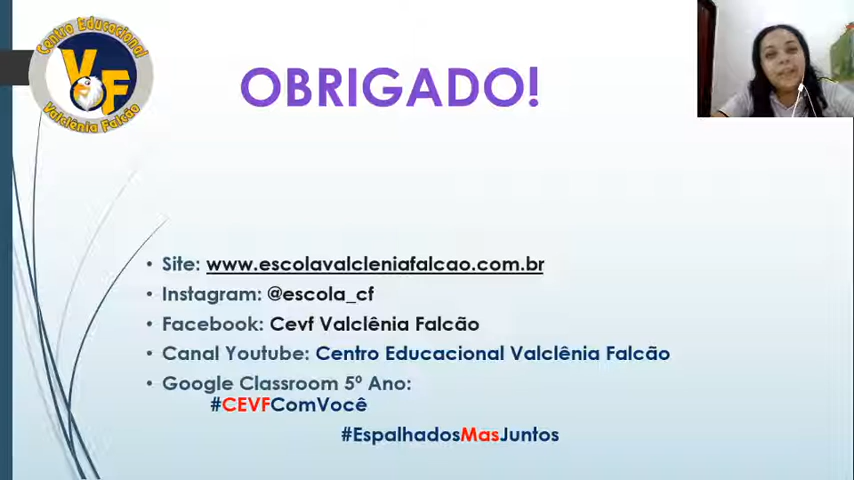 Centro Educacional
VF
Valclênia Falcão
OBRIGADO!
• Site: www.escolavalcleniafalcao.com.br
• Instagram: @escola_cf
• Facebook: Cevf Valclênia Falcão
• Canal Youtube: Centro Educacional Valclênia Falcão
• Google Classroom 5º Ano:
#CEVFComVocê
#EspalhadosMasJuntos